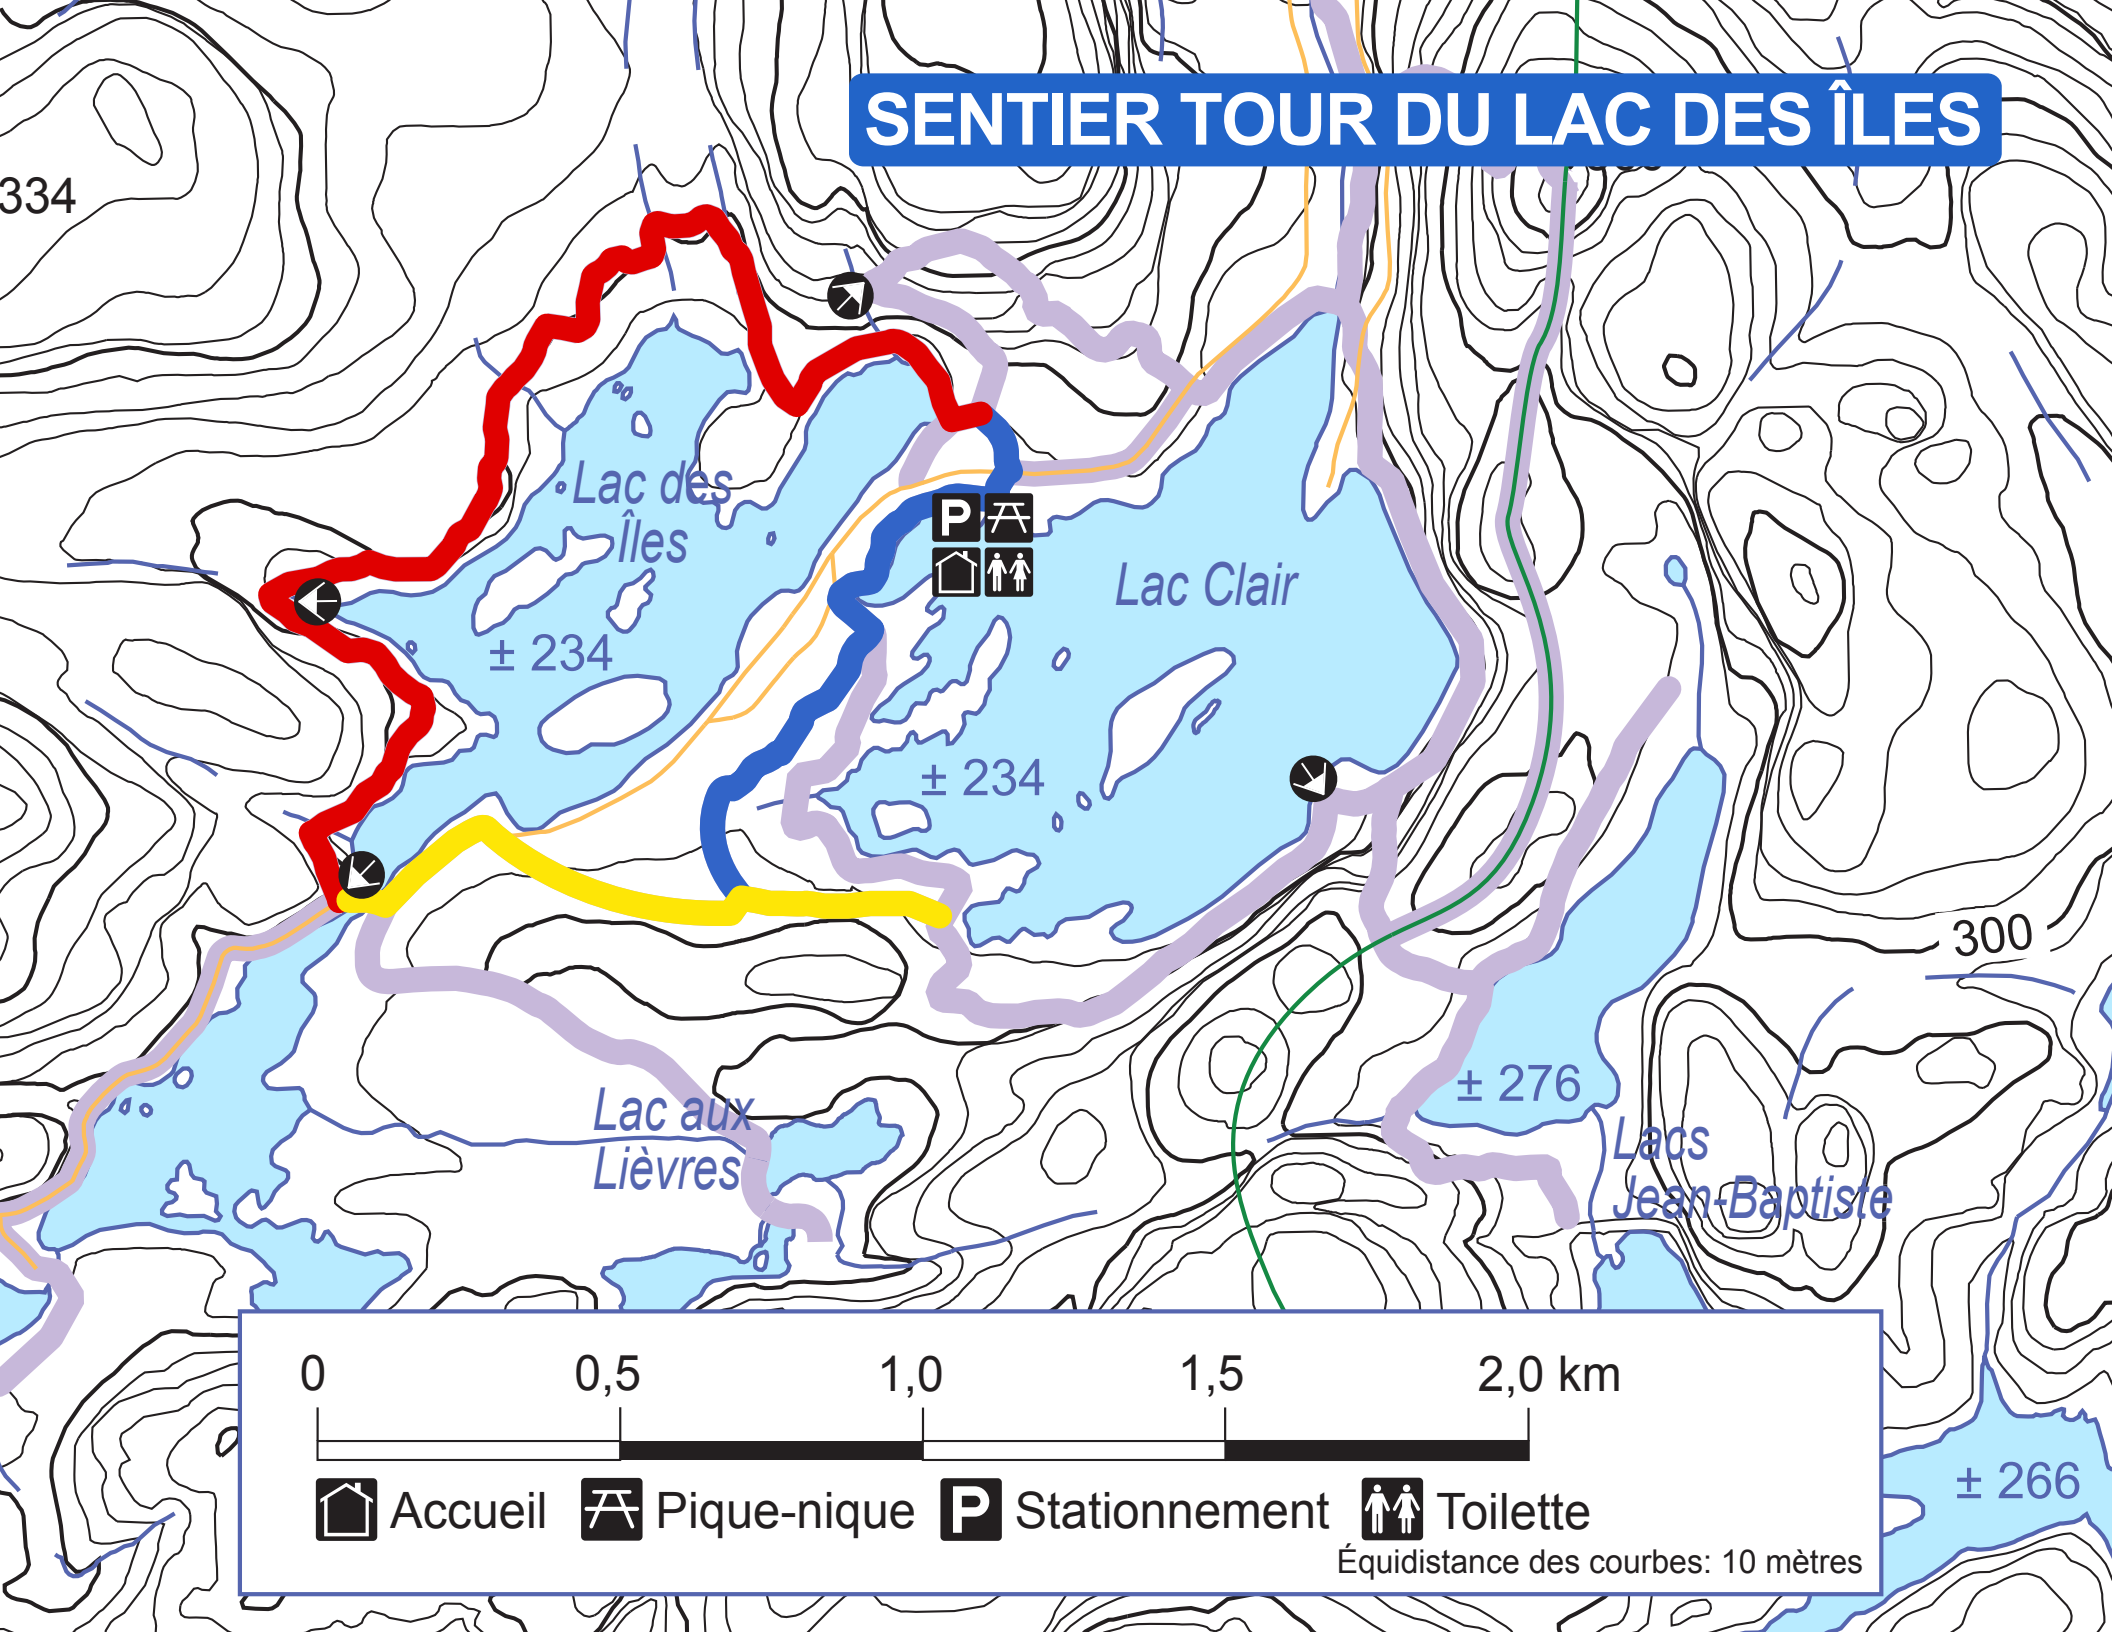 SENTIER TOUR DU LAC DES ÎLES
334
Lac des
Îles
± 234
P
Lac Clair
± 234
300
± 276
Lac aux
Lièvres
Lacs
Jean-Baptiste
0 0,5 1,0 1,5 2,0 km
Accueil Pique-nique P Stationnement Toilette
Équidistance des courbes: 10 mètres
± 266